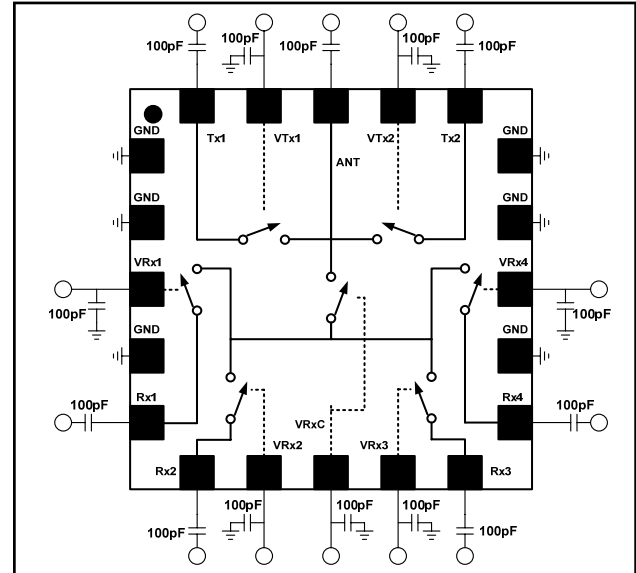 100pF
100pF
100pF
100pF
100pF
Tx1
VTx1
VTx2
Tx2
GND
GND
ANT
GND
GND
VRx1
VRx4
100pF
100pF
GND
GND
Rx1
Rx4
100pF
100pF
VRxC
Rx2
VRx2
VRx3
Rx3
100pF
100pF
100pF
100pF
100pF